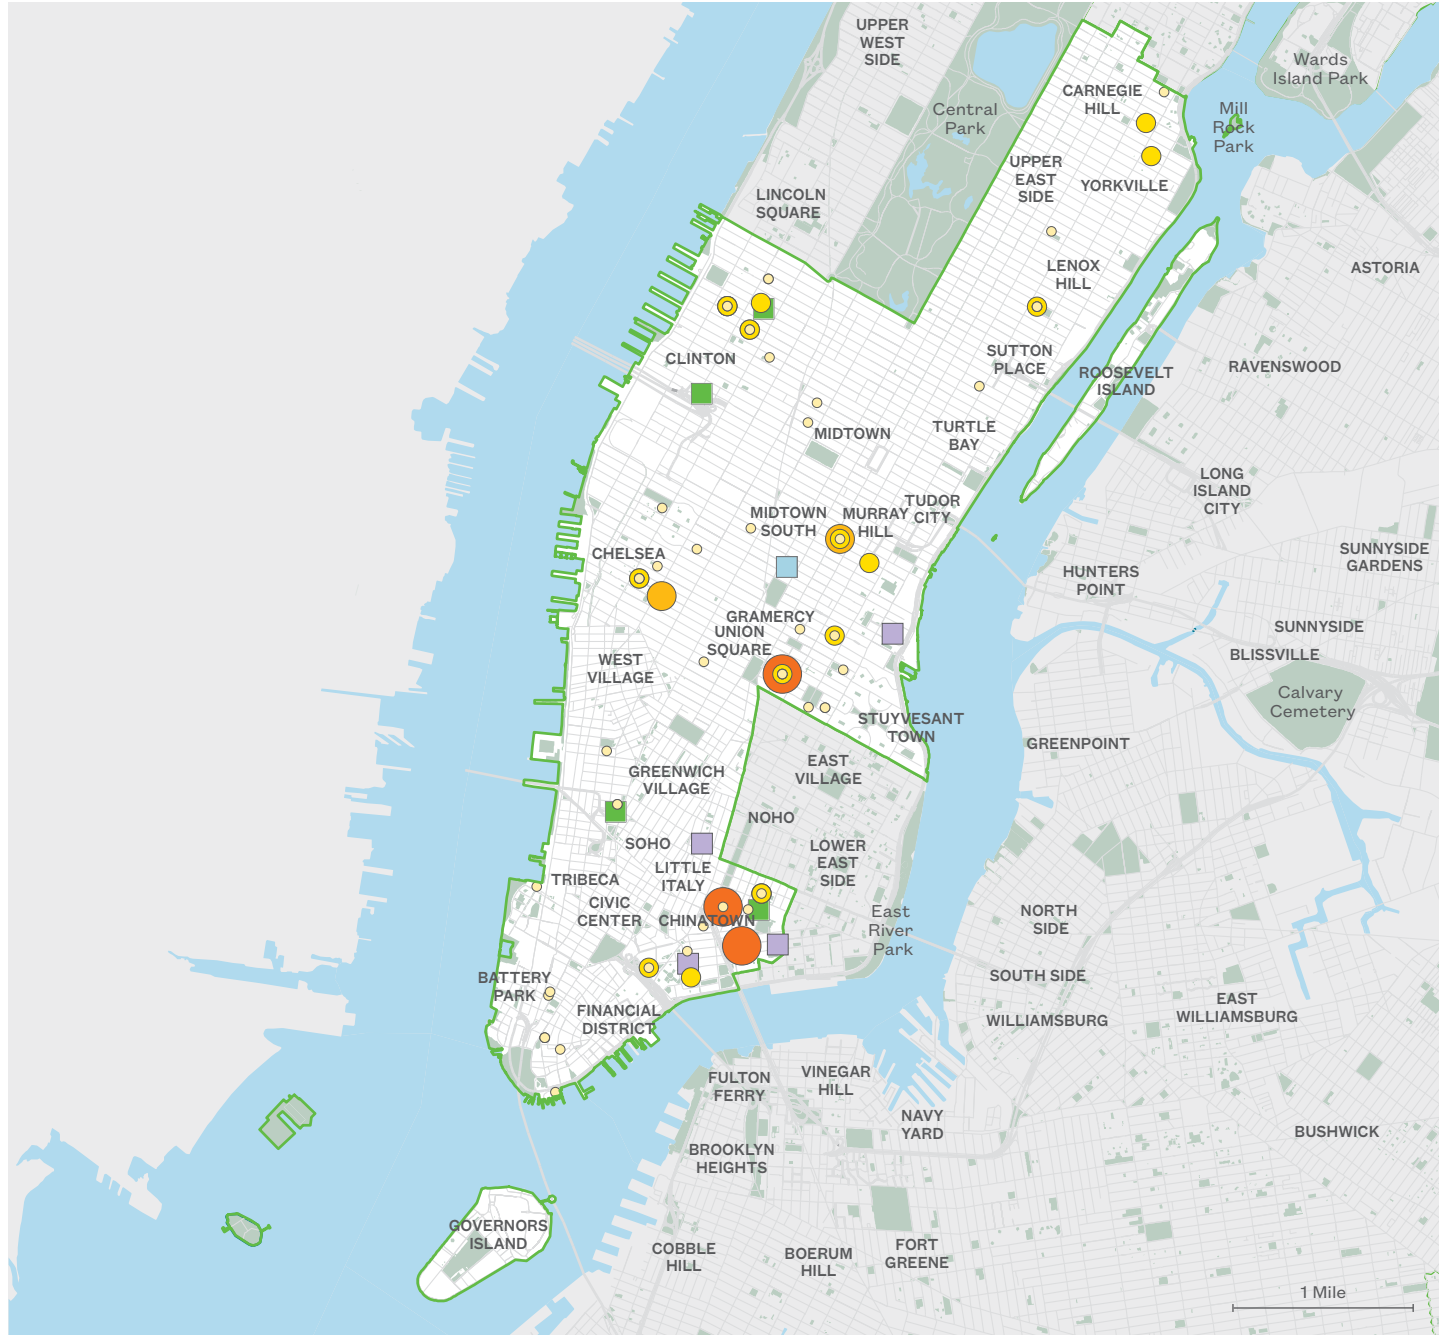 UPPER
WEST
SIDE
Wards
Island Park
CARNEGIE
HILL
Central
Park
Mill
Rock
Park
UPPER
EAST
SIDE
YORKVILLE
LINCOLN
SQUARE
LENOX
HILL
ASTORIA
CLINTON
SUTTON
PLACE
ROOSEVELT
ISLAND
RAVENSWOOD
MIDTOWN
TURTLE
BAY
LONG
ISLAND
CITY
MIDTOWN
SOUTH
MURRAY
HILL
TUDOR
CITY
CHELSEA
SUNNYSIDE
GARDENS
HUNTERS
POINT
GRAMERCY
UNION
SQUARE
SUNNYSIDE
BLISSVILLE
WEST
VILLAGE
Calvary
Cemetery
STUYVESANT
TOWN
GREENPOINT
GREENWICH
VILLAGE
EAST
VILLAGE
NOHO
SOHO
LOWER
EAST
SIDE
LITTLE
ITALY
TRIBECA
CIVIC
CENTER
CHINATOWN
East
River
Park
NORTH
SIDE
SOUTH SIDE
BATTERY
PARK
FINANCIAL
DISTRICT
WILLIAMSBURG
EAST
WILLIAMSBURG
FULTON
FERRY
VINEGAR
HILL
NAVY
YARD
BUSHWICK
BROOKLYN
HEIGHTS
GOVERNORS
ISLAND
COBBLE
HILL
BOERUM
HILL
FORT
GREENE
1 Mile